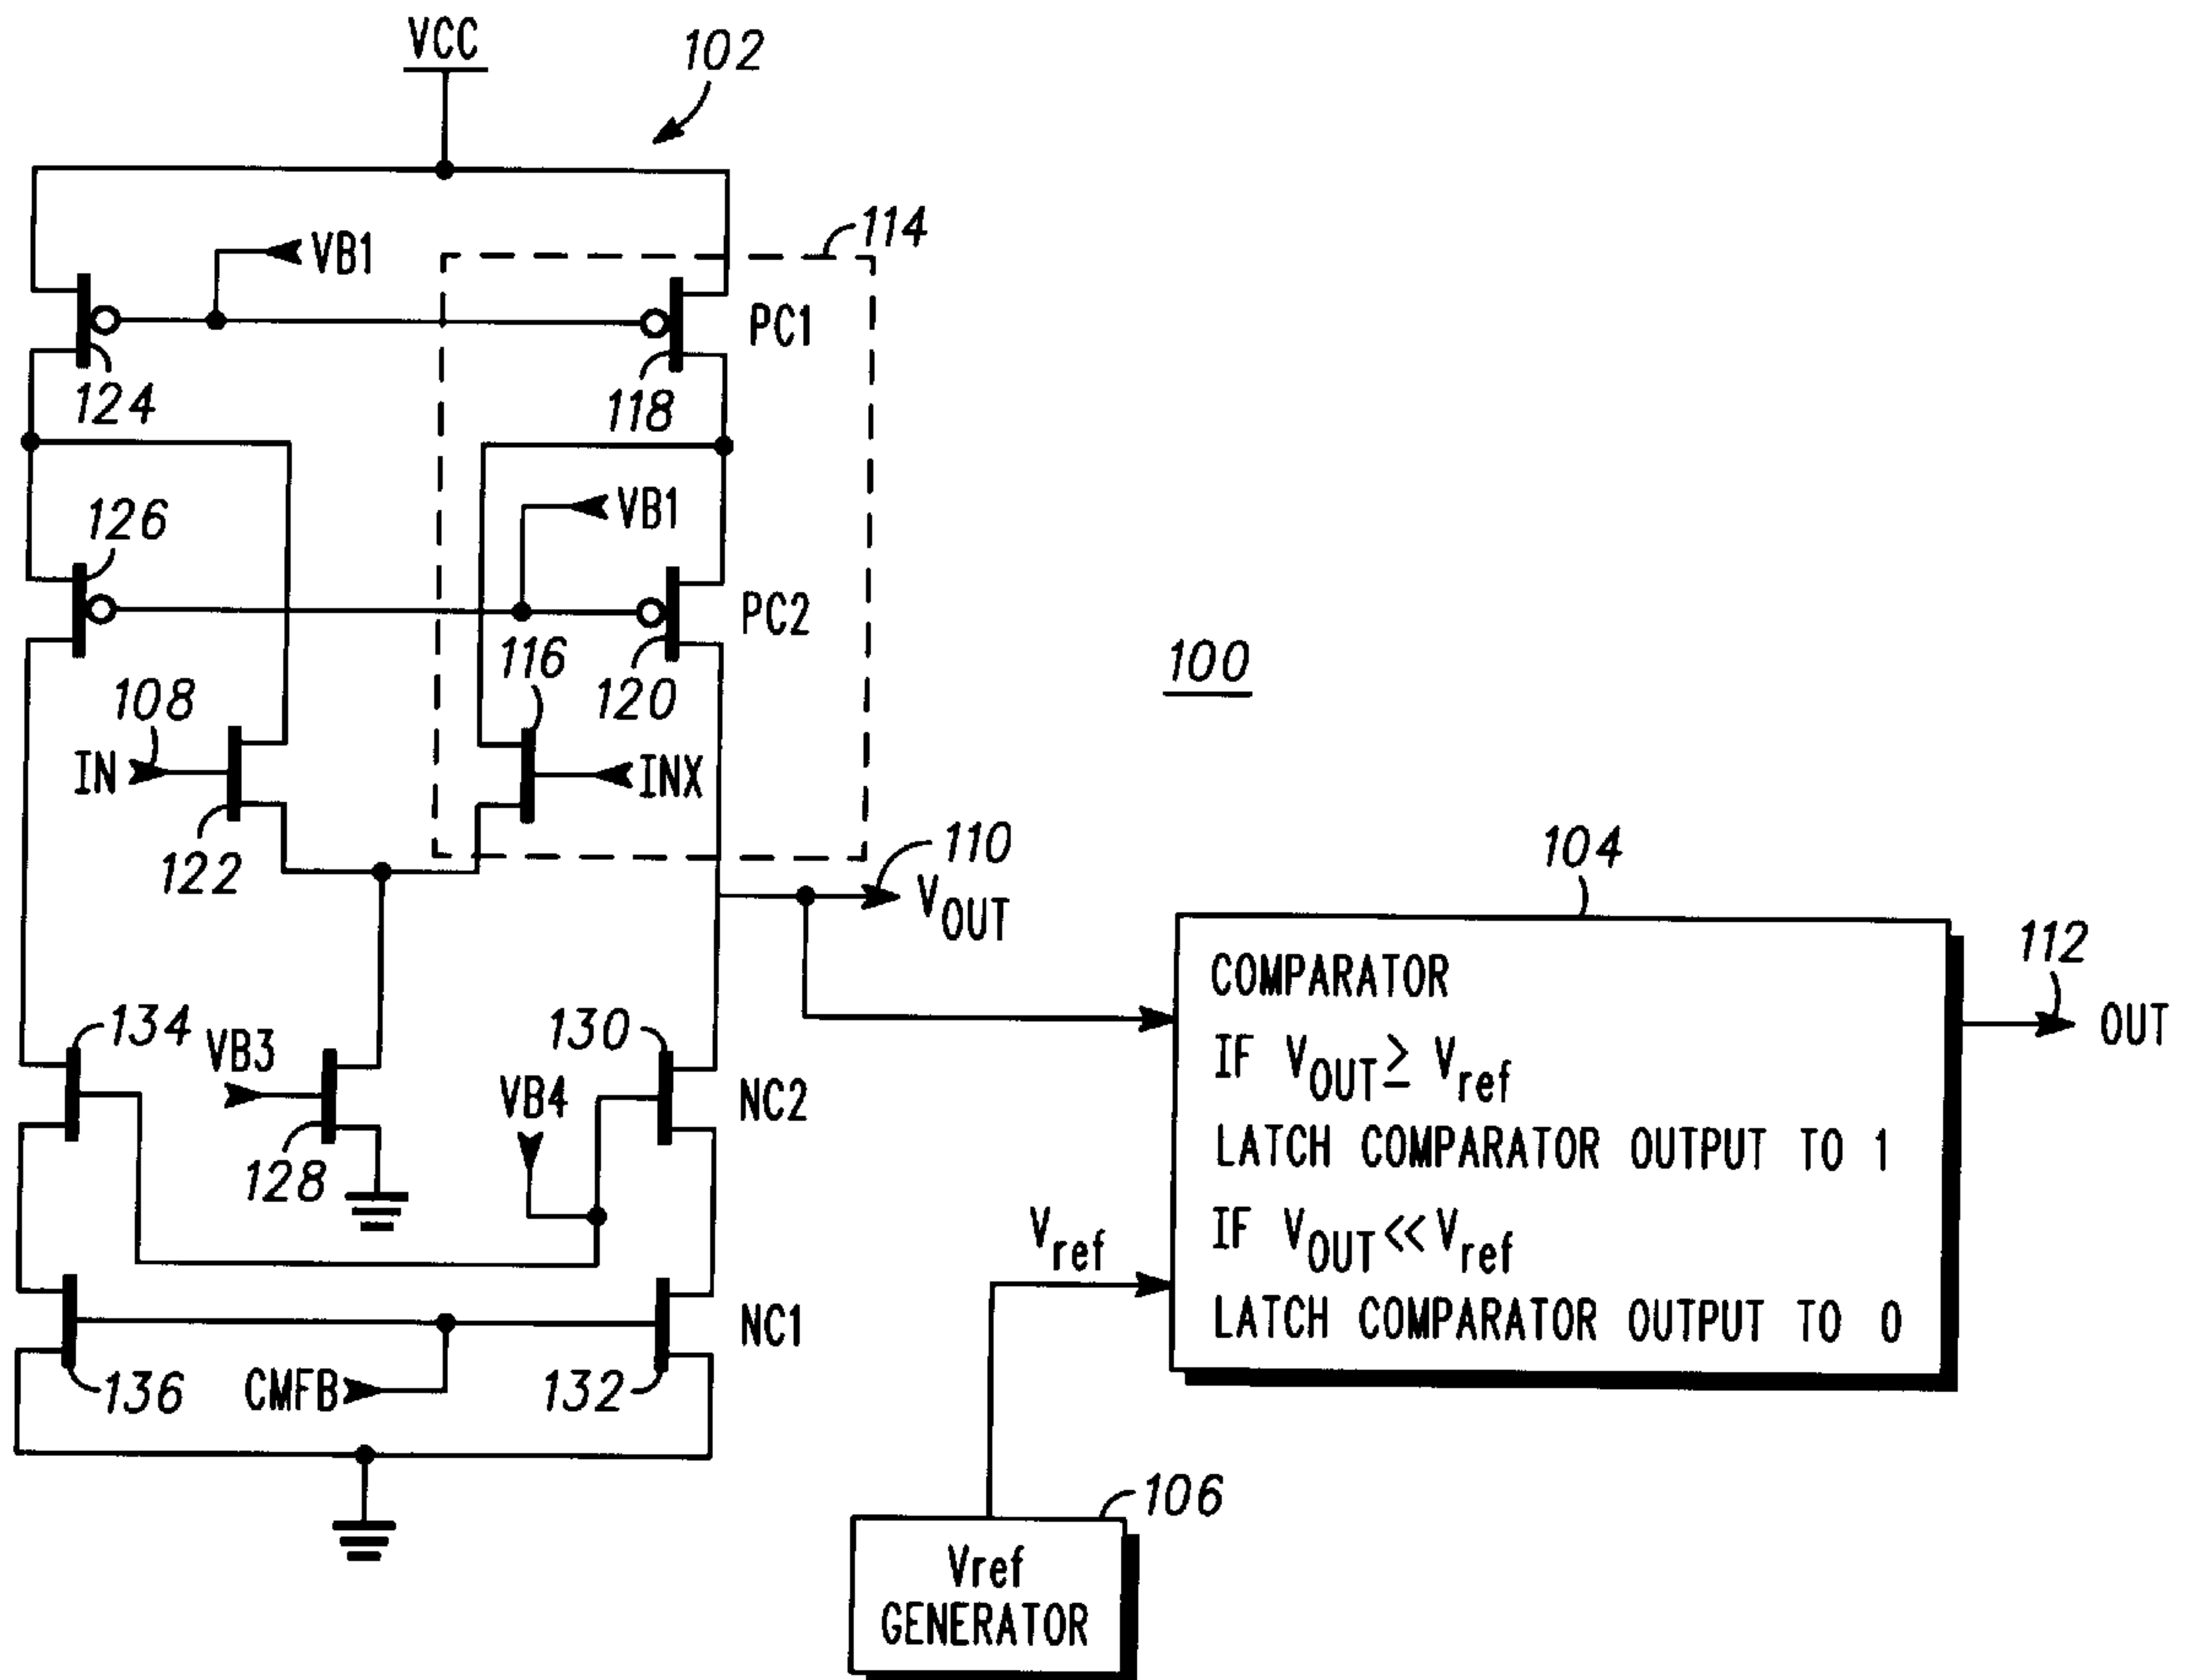 VCC
102
114
VB1
PC1
124
118
126
VB1
PC2
116
120
100
108
IN
INX
122
110
VOUT
104
112
COMPARATOR
OUT
IF VOUT ≥ Vref
LATCH COMPARATOR OUTPUT TO 1
IF VOUT << Vref
LATCH COMPARATOR OUTPUT TO 0
134
VB3
130
VB4
NC2
128
Vref
NC1
136
CMFB
132
106
Vref
GENERATOR